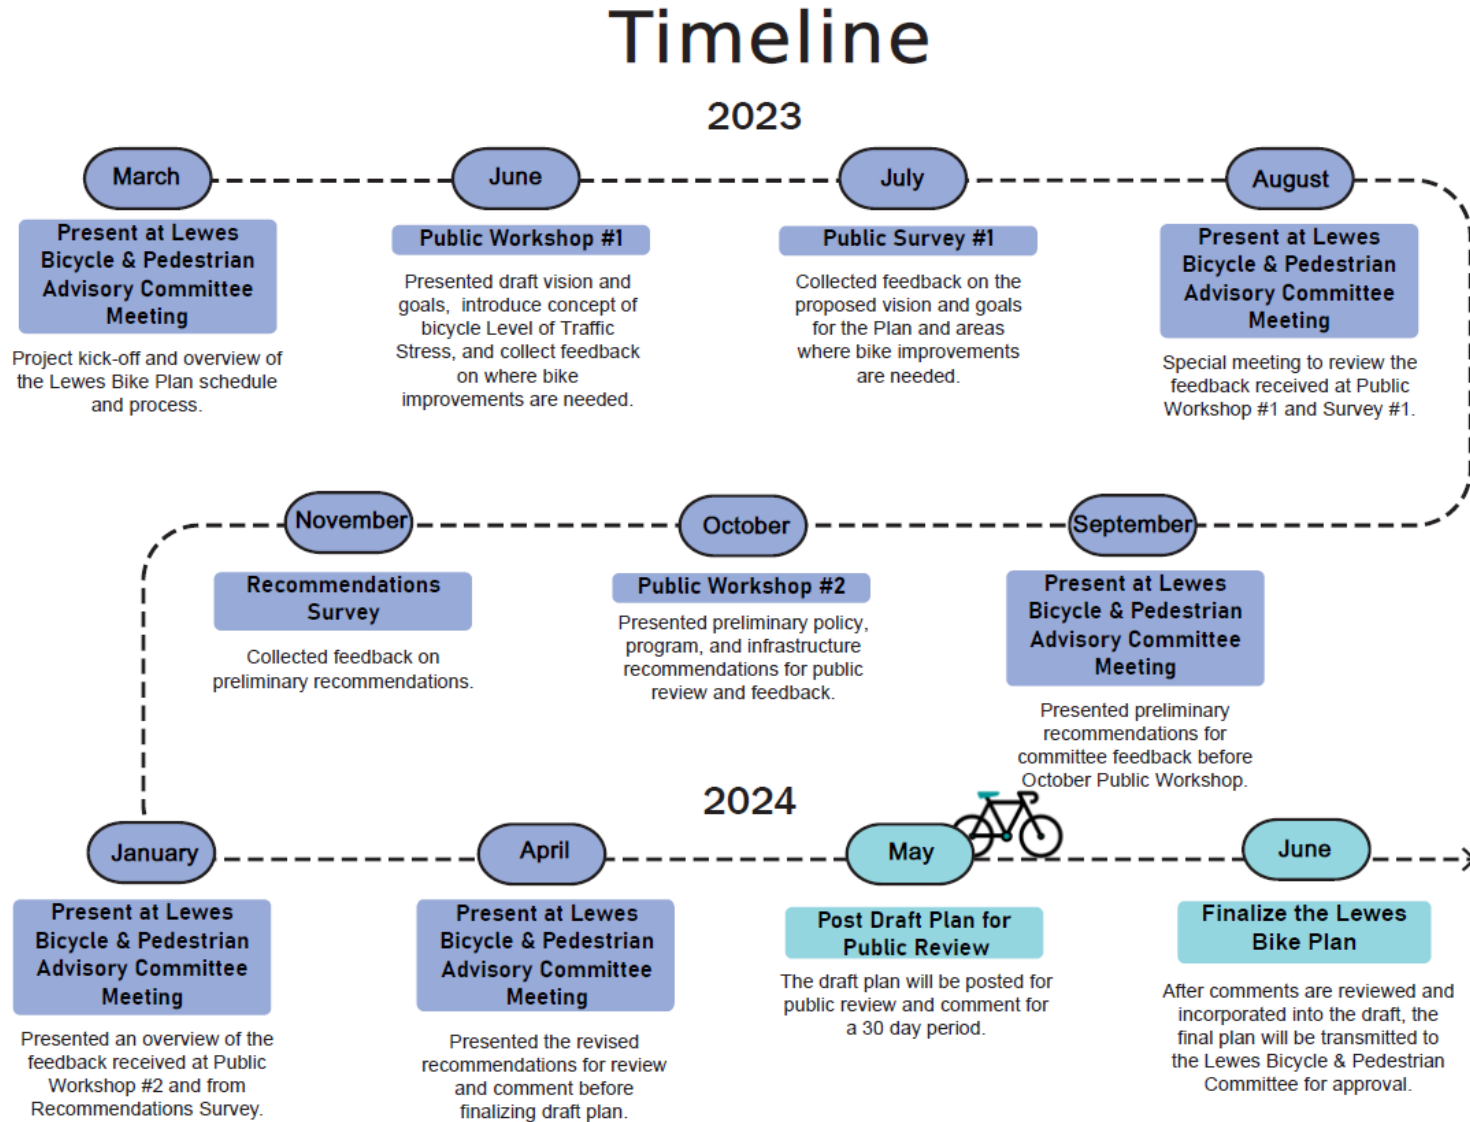 Timeline
2023
March
Present at Lewes
Bicycle & Pedestrian
Advisory Committee
Meeting
Project kick-off and overview of
the Lewes Bike Plan schedule
and process.
June
Public Workshop #1
Presented draft vision and
goals, introduce concept of
bicycle Level of Traffic
Stress, and collect feedback
on where bike
improvements are needed.
July
Public Survey #1
Collected feedback on the
proposed vision and goals
for the Plan and areas
where bike improvements
are needed.
August
Present at Lewes
Bicycle & Pedestrian
Advisory Committee
Meeting
Special meeting to review the
feedback received at Public
Workshop #1 and Survey #1.
September
Present at Lewes
Bicycle & Pedestrian
Advisory Committee
Meeting
Presented preliminary
recommendations for
committee feedback before
October Public Workshop.
October
Public Workshop #2
Presented preliminary policy,
program, and infrastructure
recommendations for public
review and feedback.
November
Recommendations
Survey
Collected feedback on
preliminary recommendations.
2024
January
Present at Lewes
Bicycle & Pedestrian
Advisory Committee
Meeting
Presented an overview of the
feedback received at Public
Workshop #2 and from
Recommendations Survey.
April
Present at Lewes
Bicycle & Pedestrian
Advisory Committee
Meeting
Presented the revised
recommendations for review
and comment before
finalizing draft plan.
May
Post Draft Plan for
Public Review
The draft plan will be posted for
public review and comment for
a 30 day period.
June
Finalize the Lewes
Bike Plan
After comments are reviewed and
incorporated into the draft, the
final plan will be transmitted to
the Lewes Bicycle & Pedestrian
Committee for approval.